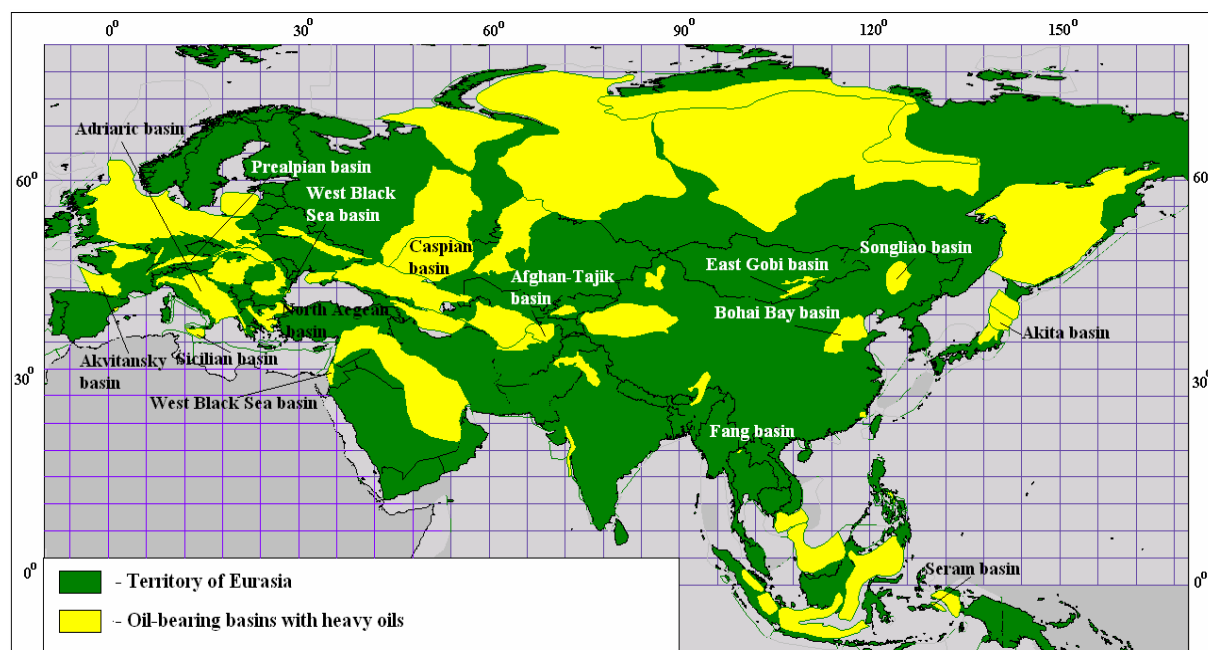 0⁰ 30⁰ 60⁰ 90⁰ 120⁰ 150⁰
Adriaric basin
Prealpian basin
West Black
Sea basin
60⁰
60
Caspian
basin
Songliao basin
East Gobi basin
Afghan-Tajik
basin
Bohai Bay basin
North Aegean
basin
Akita basin
Sicilian basin
Akvitansky
basin
30⁰
30
West Black Sea basin
Fang basin
Seram basin
0⁰
0⁰
- Territory of Eurasia
- Oil-bearing basins with heavy oils